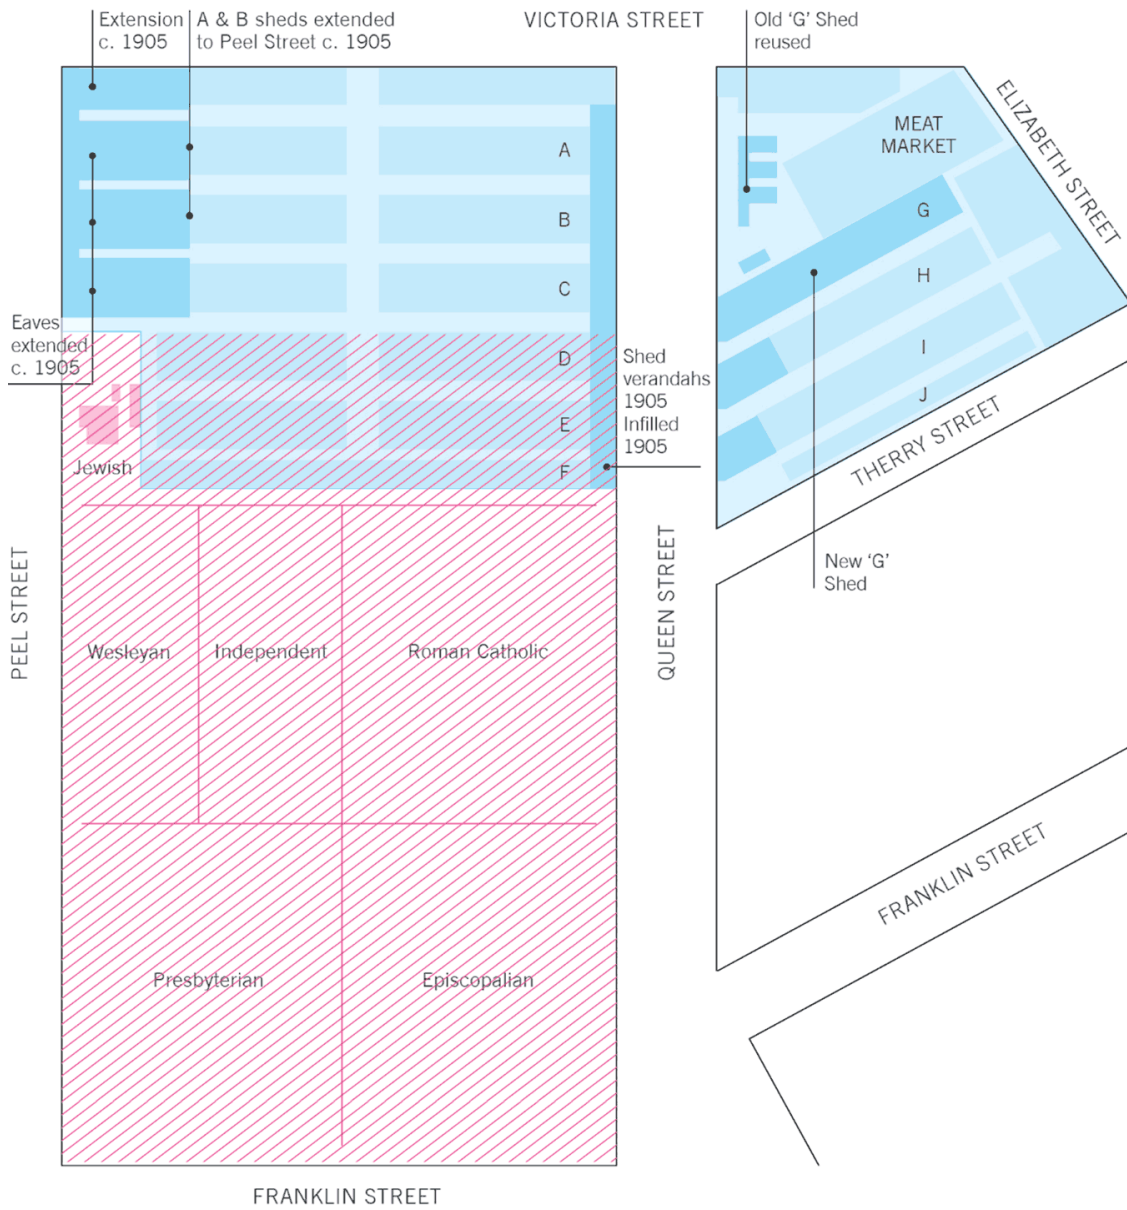 Extension
c. 1905
A & B sheds extended
to Peel Street c. 1905
VICTORIA STREET
Old ‘G’ Shed
reused
ELIZABETH STREET
MEAT
MARKET
A
B
C
D
E
F
G
H
I
J
Eaves
extended
c. 1905
Shed
verandahs
1905
Infilled
1905
Jewish
THERRY STREET
New ‘G’
Shed
PEEL STREET
QUEEN STREET
Wesleyan
Independent
Roman Catholic
Presbyterian
Episcopalian
FRANKLIN STREET
FRANKLIN STREET